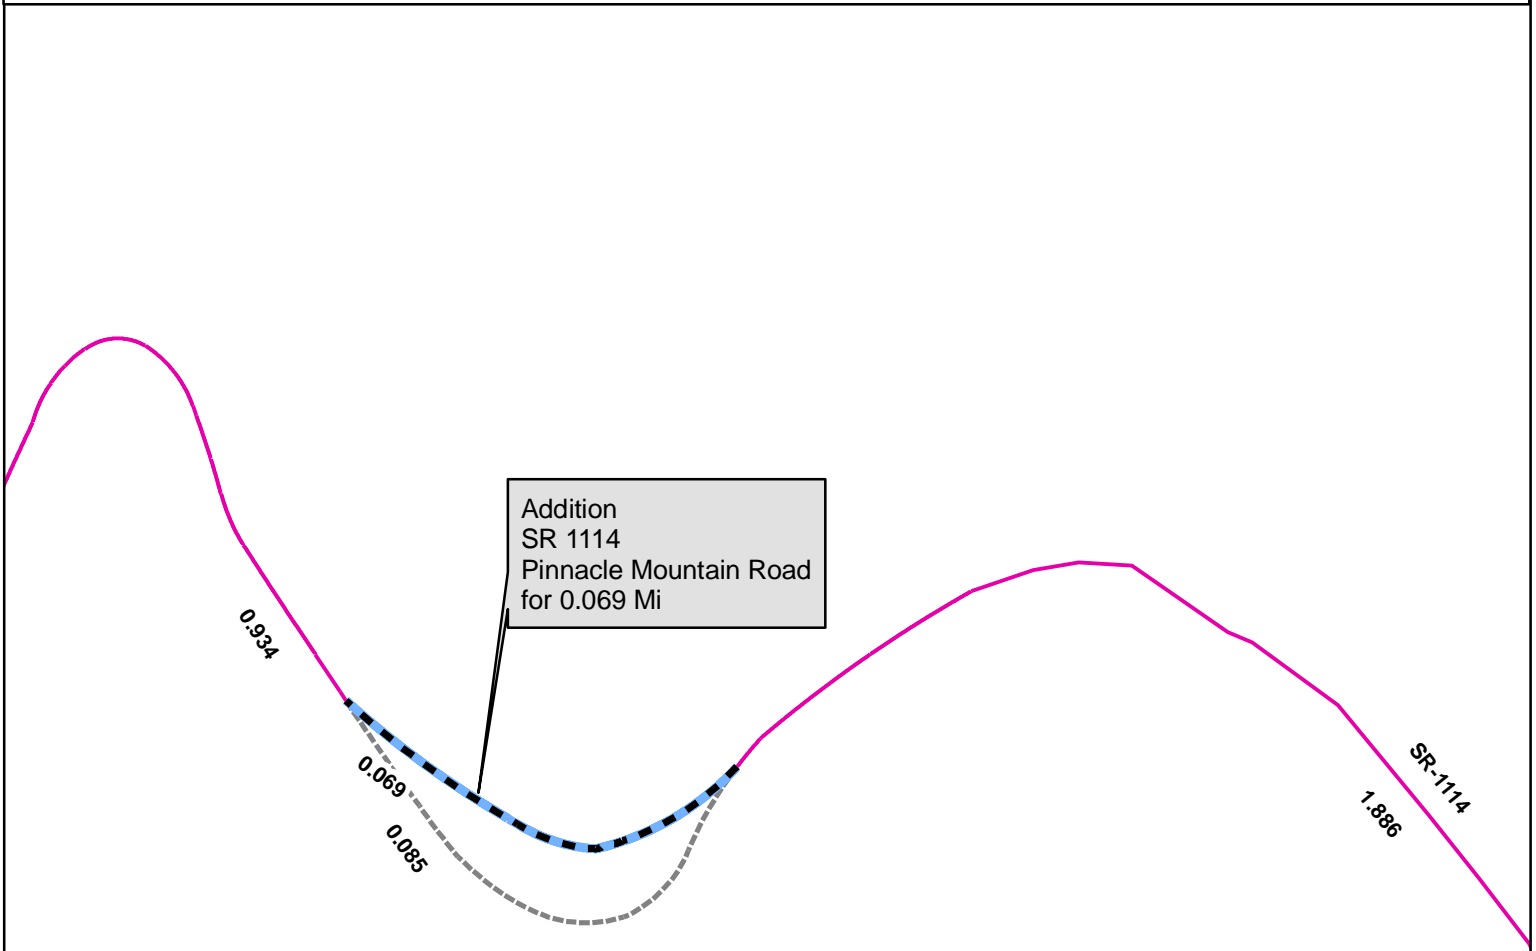 Addition
SR 1114
Pinnacle Mountain Road
for 0.069 Mi
0.934
0.069
0.085
SR-1114
1.886